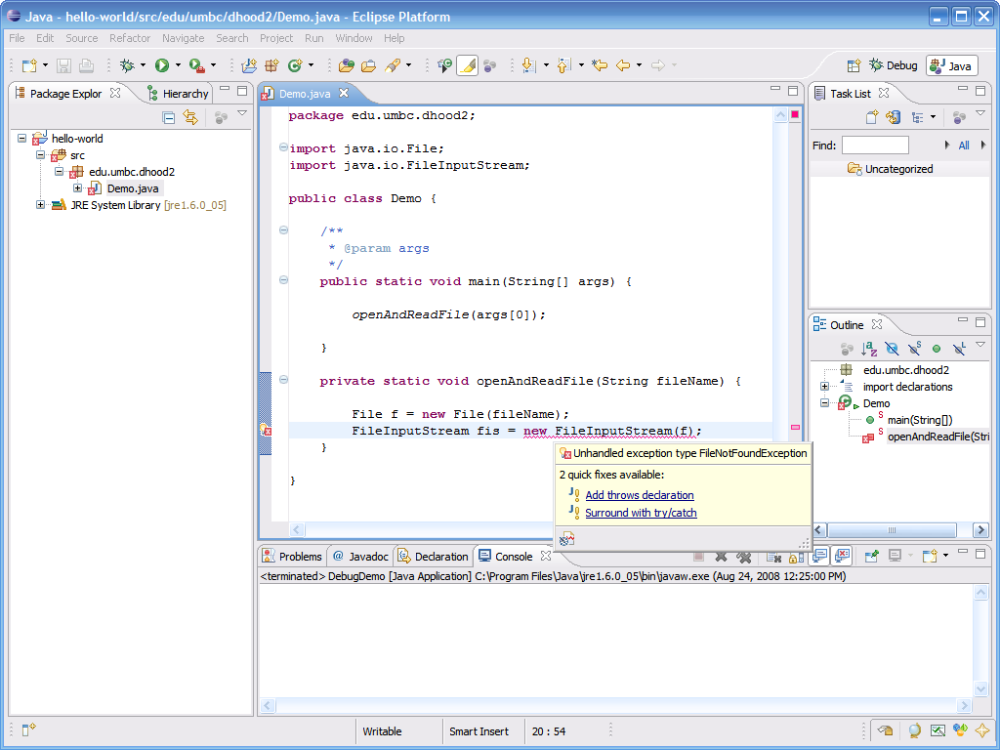 Java - hello-world/src/edu/umbc/dhood2/Demo.java - Eclipse Platform
File Edit Source Refactor Navigate Search Project Run Window Help
Debug Java
Package Explor Hierarchy
hello-world
src
edu.umbc.dhood2
Demo.java
JRE System Library [jre1.6.0_05]
Demo.java
package edu.umbc.dhood2;
import java.io.File;
import java.io.FileInputStream;
public class Demo {
/**
* @param args
*/
public static void main(String[] args) {
openAndReadFile(args[0]);
}
private static void openAndReadFile(String fileName) {
File f = new File(fileName);
FileInputStream fis = new FileInputStream(f);
}
}
Unhandled exception type FileNotFoundException
2 quick fixes available:
Add throws declaration
Surround with try/catch
Task List
Find: All
Uncategorized
Outline
edu.umbc.dhood2
import declarations
Demo
main(String[])
openAndReadFile(Stri
Problems Javadoc Declaration Console
<terminated> DebugDemo [Java Application] C:\Program Files\Java\jre1.6.0_05\bin\javaw.exe (Aug 24, 2008 12:25:00 PM)
Writable Smart Insert 20 : 54